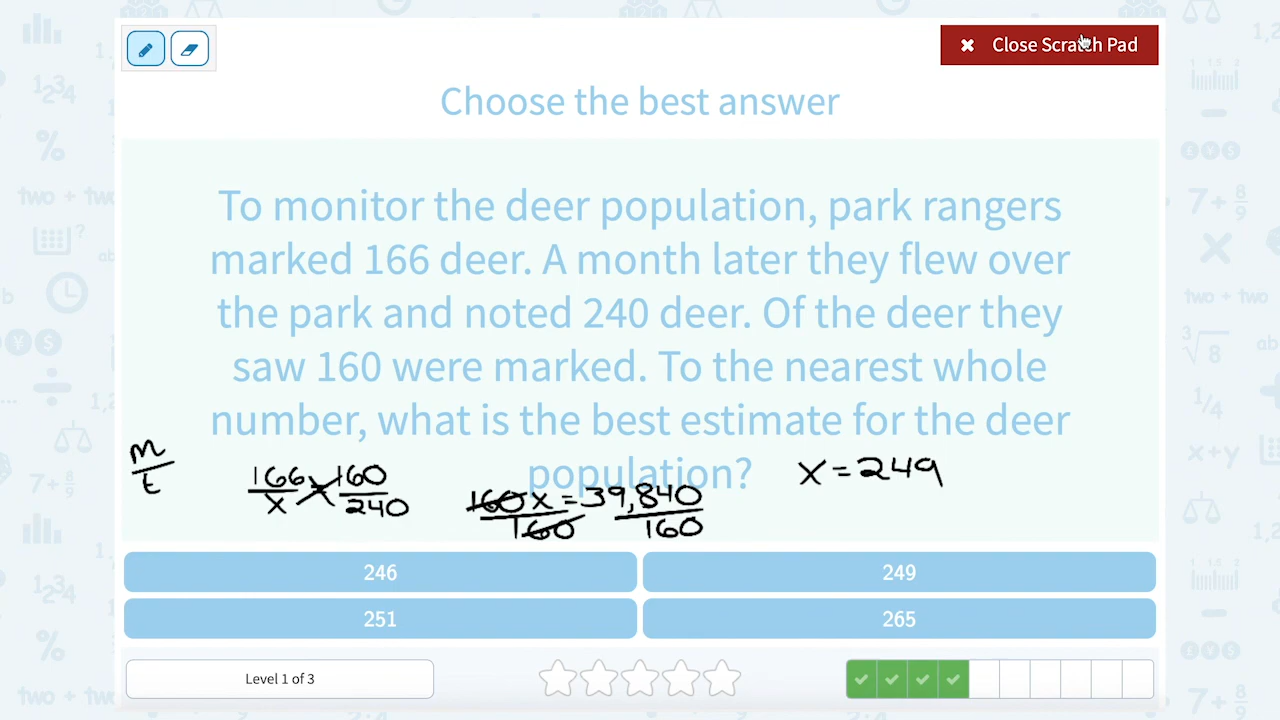 Close Scratch Pad
Choose the best answer
To monitor the deer population, park rangers
marked 166 deer. A month later they flew over
the park and noted 240 deer. Of the deer they
saw 160 were marked. To the nearest whole
number, what is the best estimate for the deer
population?
m
t
166 160
x 240
160x = 39,840
160 160
x = 249
246
249
251
265
Level 1 of 3